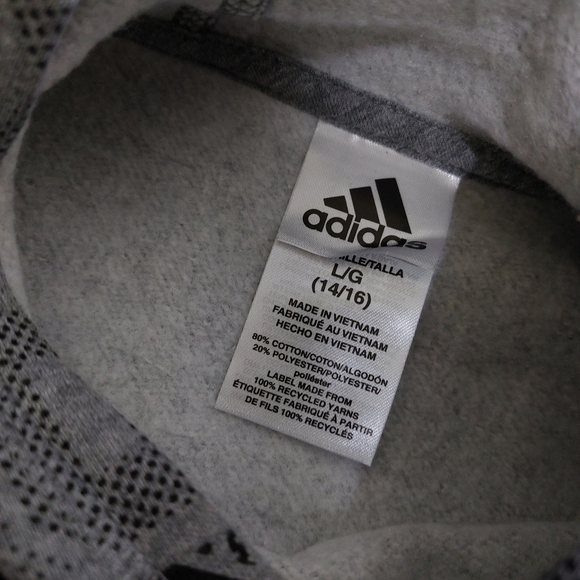 adidas
L/G
(14/16)
MADE IN VIETNAM
FABRIQUÉ AU VIETNAM
HECHO EN VIETNAM
80% COTTON/COTON/ALGODÓN
20% POLYESTER/POLYESTER/
poliéster
LABEL MADE FROM
100% RECYCLED YARNS
ÉTIQUETTE FABRIQUÉ À PARTIR
DE FILS 100% RECYCLÉS